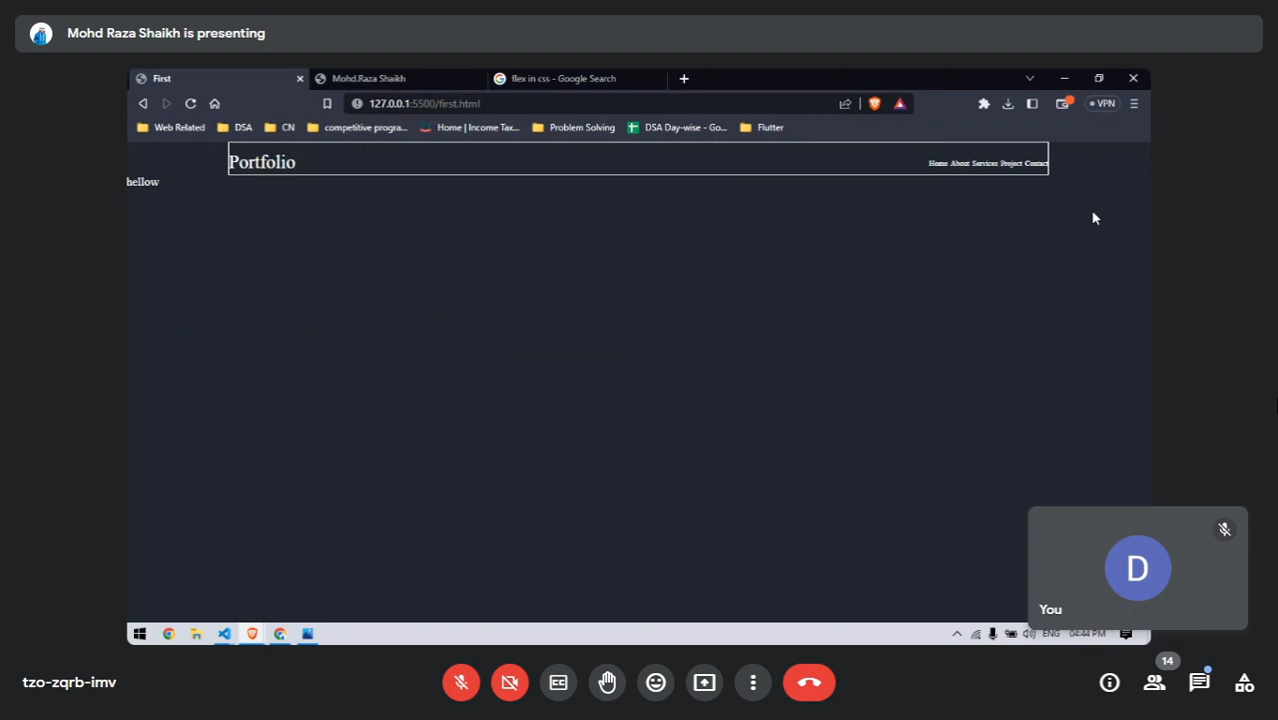 Mohd Raza Shaikh is presenting
First
Mohd.Raza Shaikh
flex in css - Google Search
127.0.0.1:5500/first.html
VPN
Web Related
DSA
CN
competitive progra...
Home | Income Tax...
Problem Solving
DSA Day-wise - Go...
Flutter
Portfolio
Home About Services Project Contact
hellow
D
You
ENG
04:44 PM
tzo-zqrb-imv
CC
14